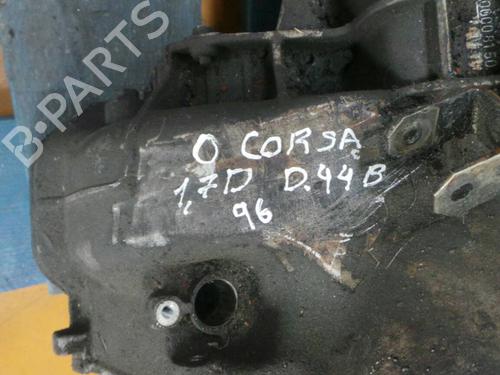 B-PARTS
O CORSA
1,7D D.44B
96